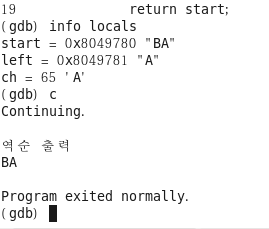 19              return start;
(gdb) info locals
start = 0x8049780 "BA"
left = 0x8049781 "A"
ch = 65 'A'
(gdb) c
Continuing.
역순 출력
BA
Program exited normally.
(gdb)